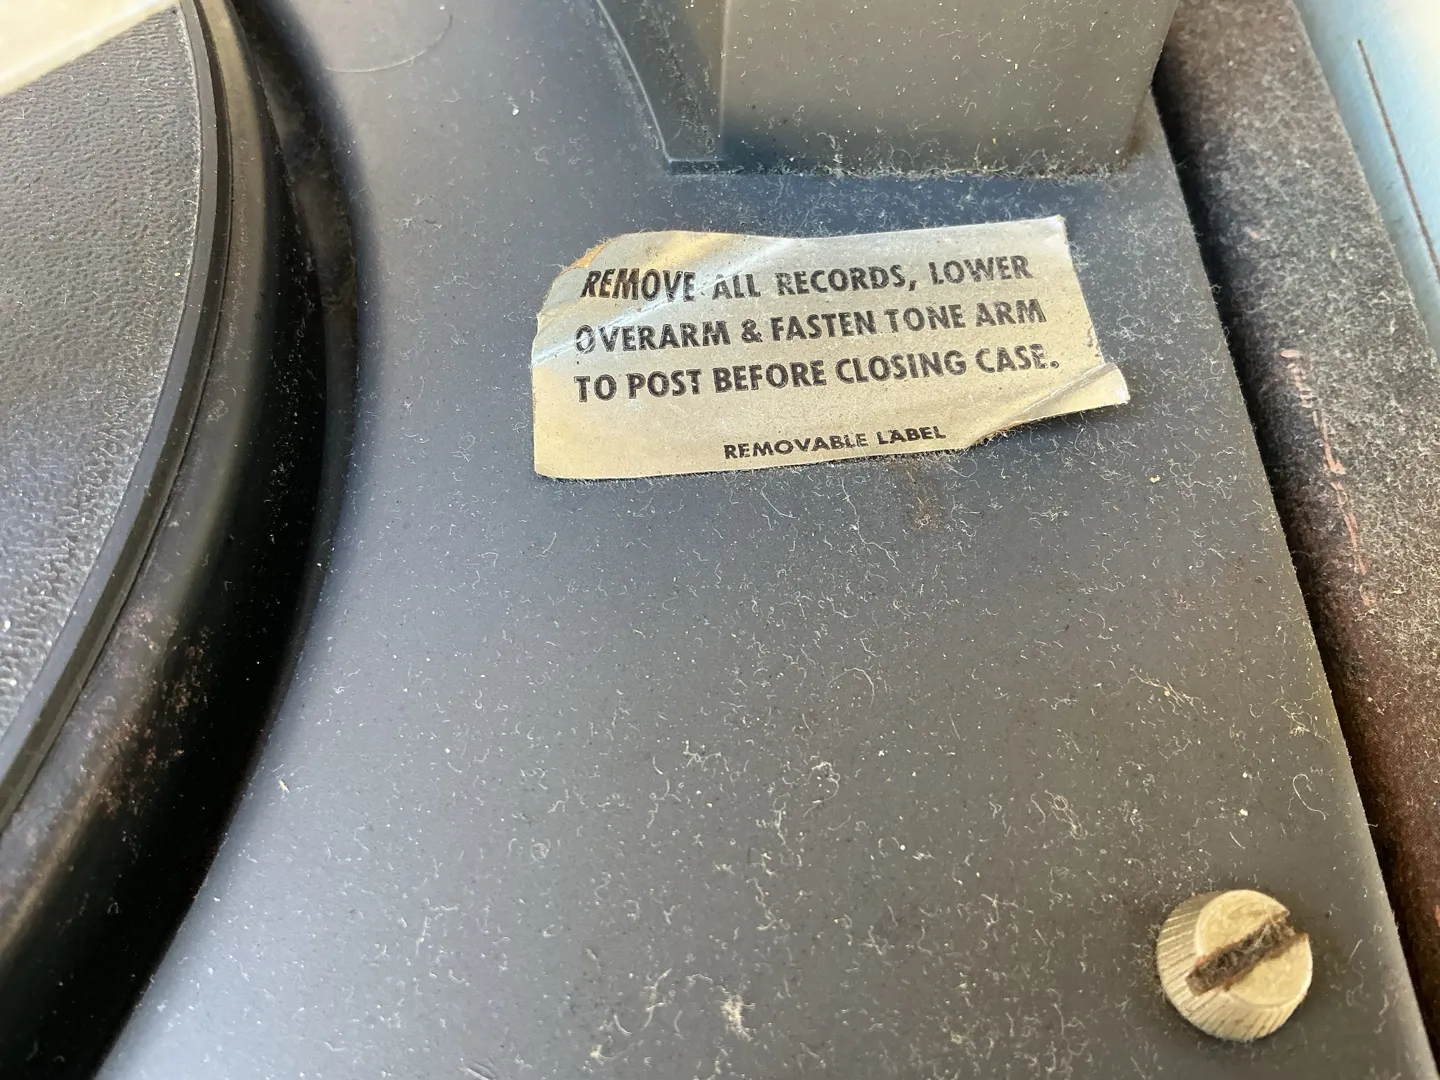 REMOVE ALL RECORDS, LOWER
OVERARM & FASTEN TONE ARM
TO POST BEFORE CLOSING CASE.
REMOVABLE LABEL